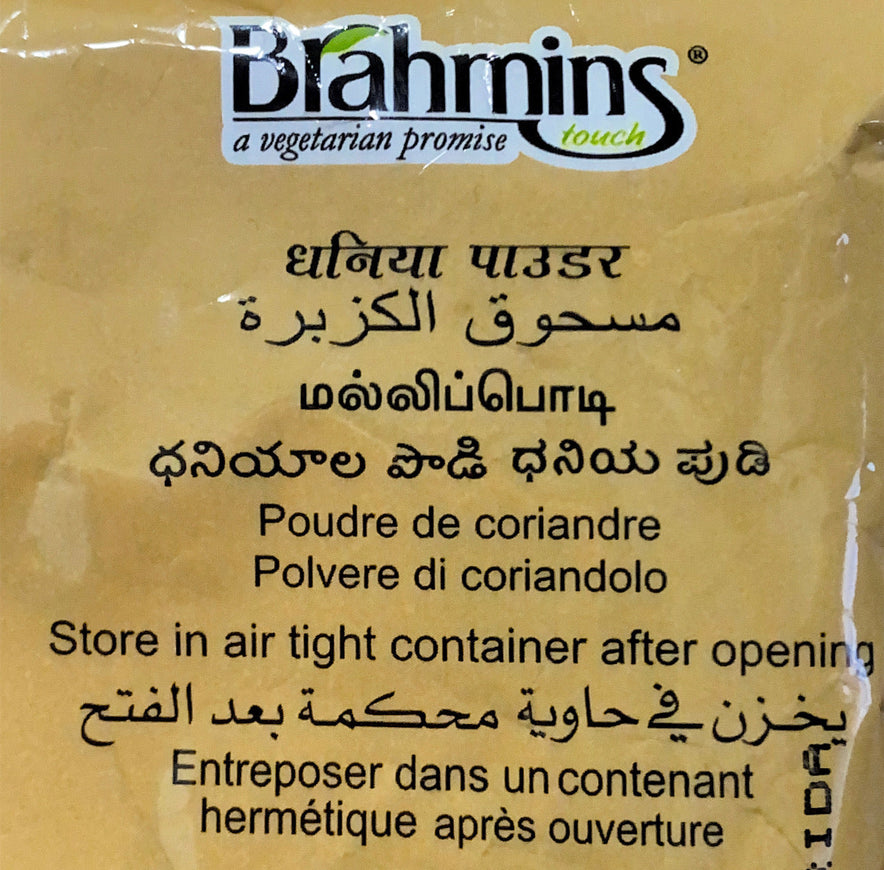 Brahmins®
a vegetarian promise touch
धनिया पाउडर
مسحوق الكزبرة
மல்லிப்பொடி
ధనియాల పొడి ಧನಿಯ ಪುಡಿ
Poudre de coriandre
Polvere di coriandolo
Store in air tight container after opening
يخزن في حاوية محكمة بعد الفتح
Entreposer dans un contenant
hermétique après ouverture